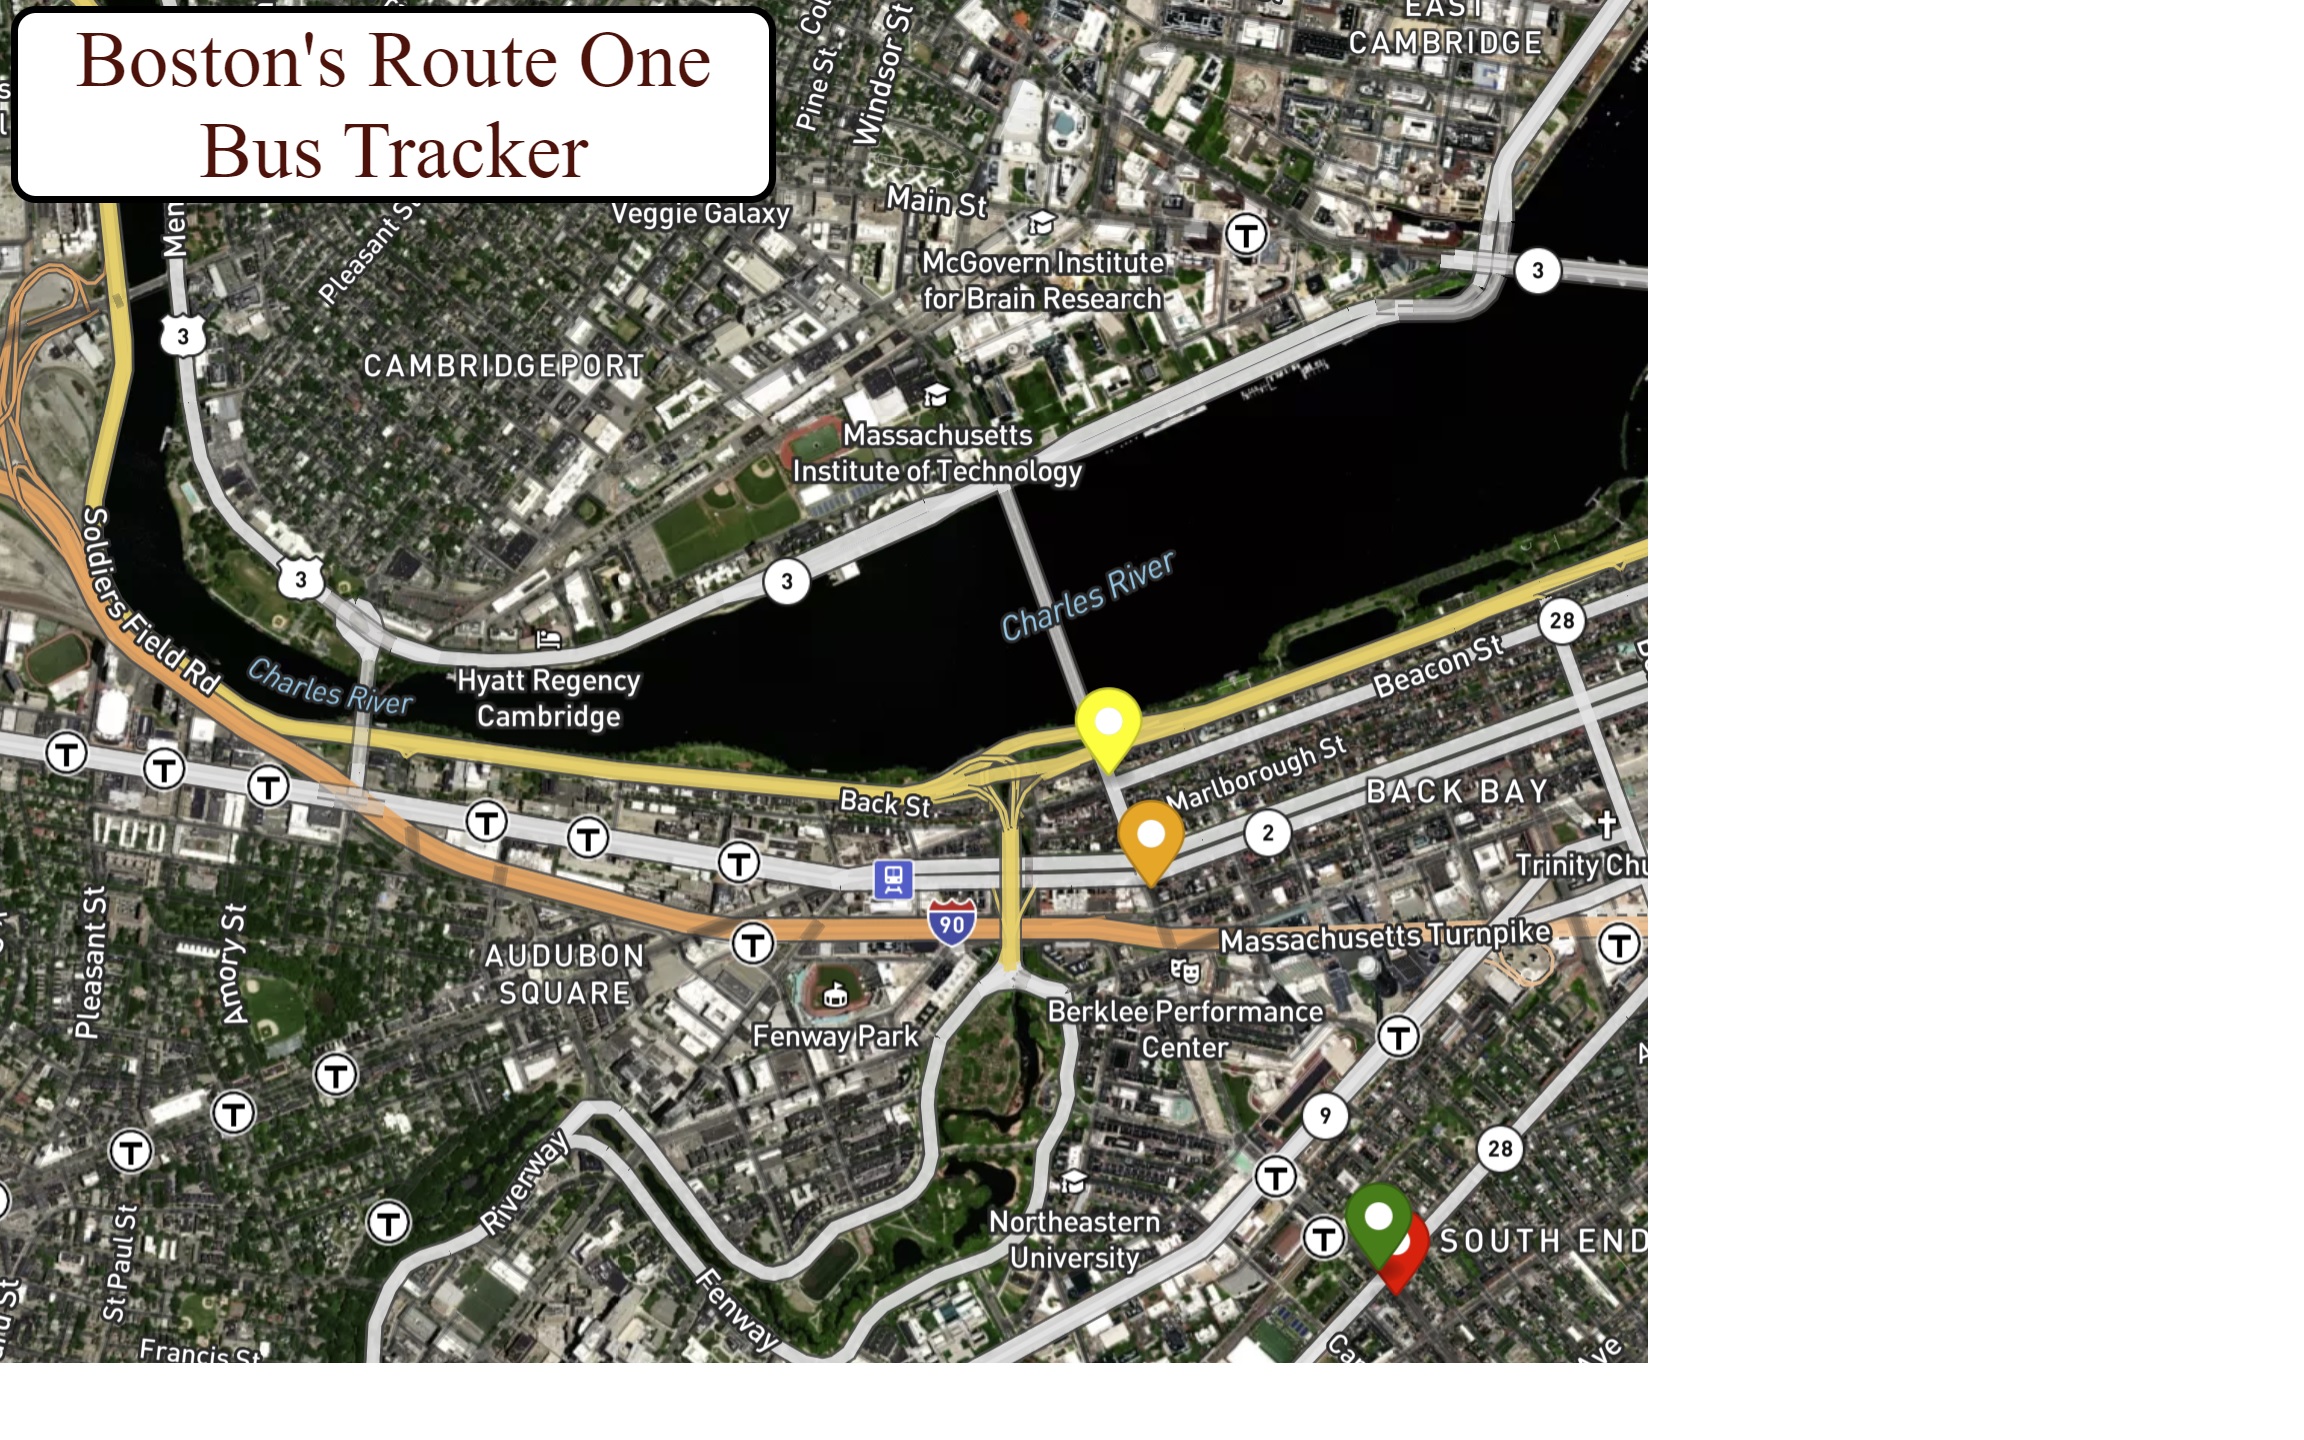 Boston's Route One
Bus Tracker
Pine St
Windsor St
EAST
CAMBRIDGE
Main St
Veggie Galaxy
Pleasant S
McGovern Institute
for Brain Research
T
3
3
CAMBRIDGEPORT
Massachusetts
Institute of Technology
3
3
Charles River
28
Soldiers Field Rd
Beacon St
Charles River
Hyatt Regency
Cambridge
T
T
T
Back St
Marlborough St
BACK BAY
T
T
T
2
Trinity Chu
90
T
Massachusetts Turnpike
T
Pleasant St
Amory St
AUDUBON
SQUARE
Fenway Park
Berklee Performance
Center
T
T
T
T
9
28
Riverway
T
T
Northeastern
University
T
SOUTH END
St Paul St
Fenway
Francis St
Ave